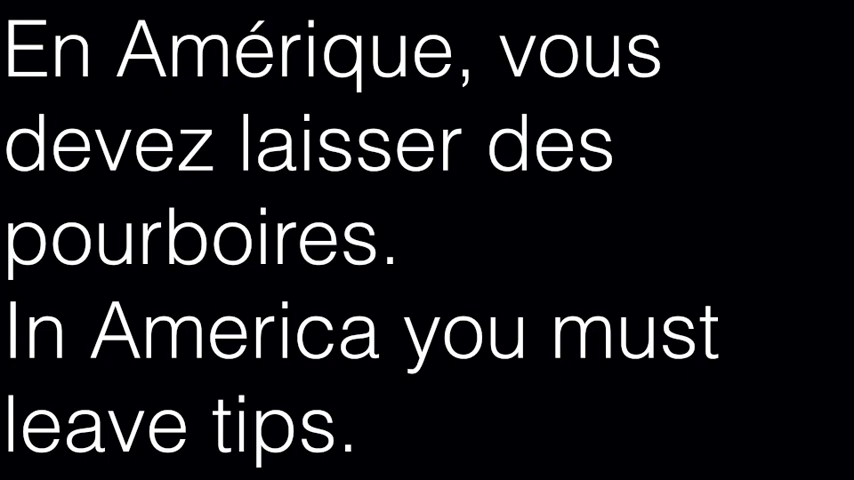 En Amérique, vous
devez laisser des
pourboires.
In America you must
leave tips.